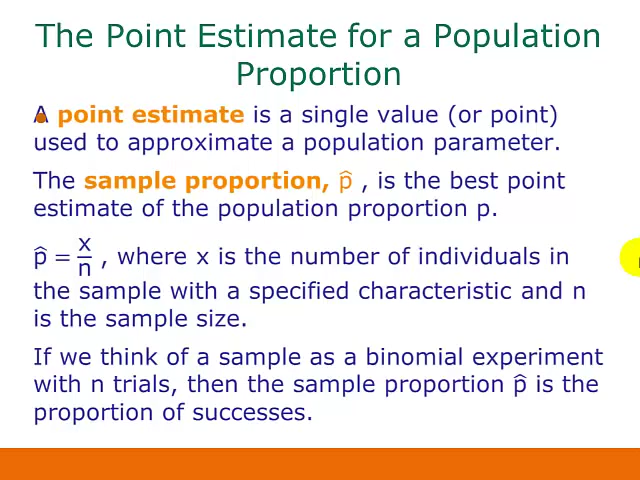 The Point Estimate for a Population
Proportion
A point estimate is a single value (or point)
used to approximate a population parameter.
The sample proportion, p̂ , is the best point
estimate of the population proportion p.
p̂ = x/n , where x is the number of individuals in
the sample with a specified characteristic and n
is the sample size.
If we think of a sample as a binomial experiment
with n trials, then the sample proportion p̂ is the
proportion of successes.